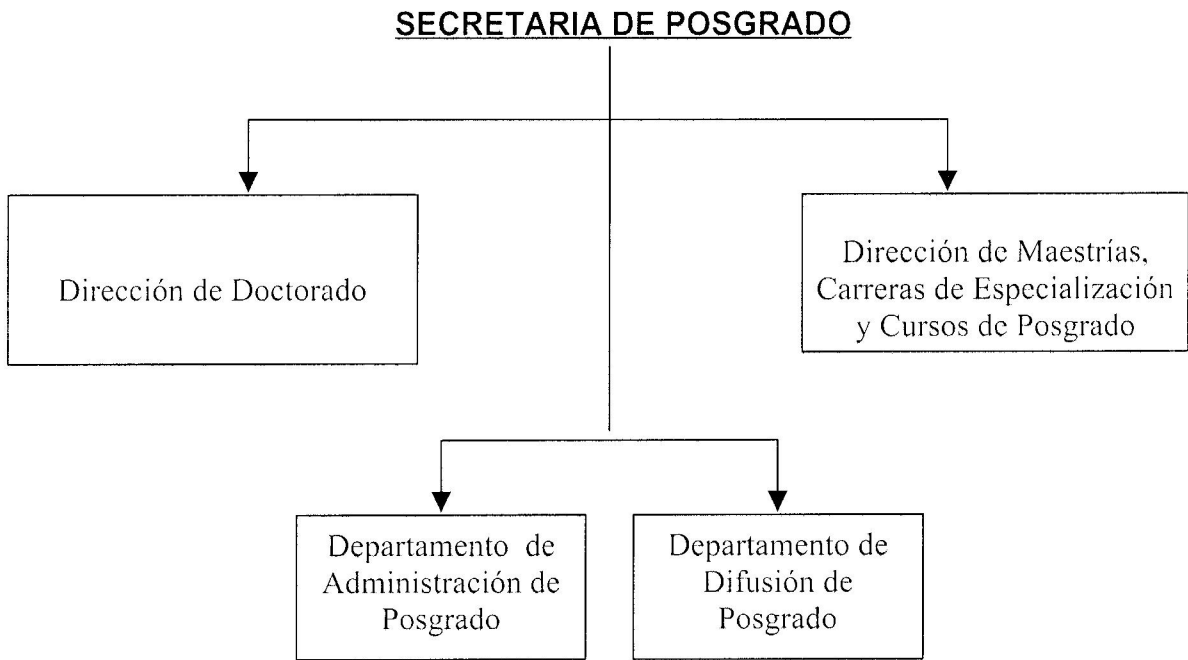 SECRETARIA DE POSGRADO
Dirección de Doctorado
Dirección de Maestrías,
Carreras de Especialización
y Cursos de Posgrado
Departamento de
Administración de
Posgrado
Departamento de
Difusión de
Posgrado